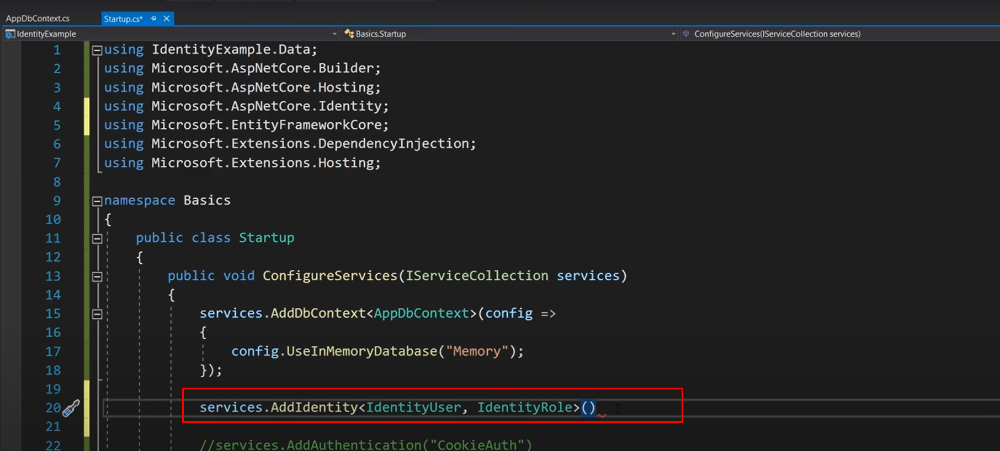 AppDbContext.cs
Startup.cs*
IdentityExample
Basics.Startup
ConfigureServices(IServiceCollection services)
1 using IdentityExample.Data;
2 using Microsoft.AspNetCore.Builder;
3 using Microsoft.AspNetCore.Hosting;
4 using Microsoft.AspNetCore.Identity;
5 using Microsoft.EntityFrameworkCore;
6 using Microsoft.Extensions.DependencyInjection;
7 using Microsoft.Extensions.Hosting;
8
9 namespace Basics
10 {
11 public class Startup
12 {
13 public void ConfigureServices(IServiceCollection services)
14 {
15 services.AddDbContext<AppDbContext>(config =>
16 {
17 config.UseInMemoryDatabase("Memory");
18 });
19
20 services.AddIdentity<IdentityUser, IdentityRole>()
21
22 //services.AddAuthentication("CookieAuth")